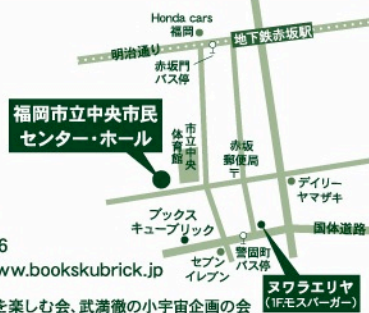 Honda cars
福岡
地下鉄赤坂駅
明治通り
赤坂門
バス停
福岡市立中央市民
センター・ホール
市立中央
体育館
赤坂
郵便局
〒
デイリー
ヤマザキ
ブックス
キューブリック
国体道路
6
警固町
バス停
セブン
イレブン
ww.bookskubrick.jp
ヌワラエリヤ
(1F.モスバーガー)
を楽しむ会、武満徹の小宇宙企画の会